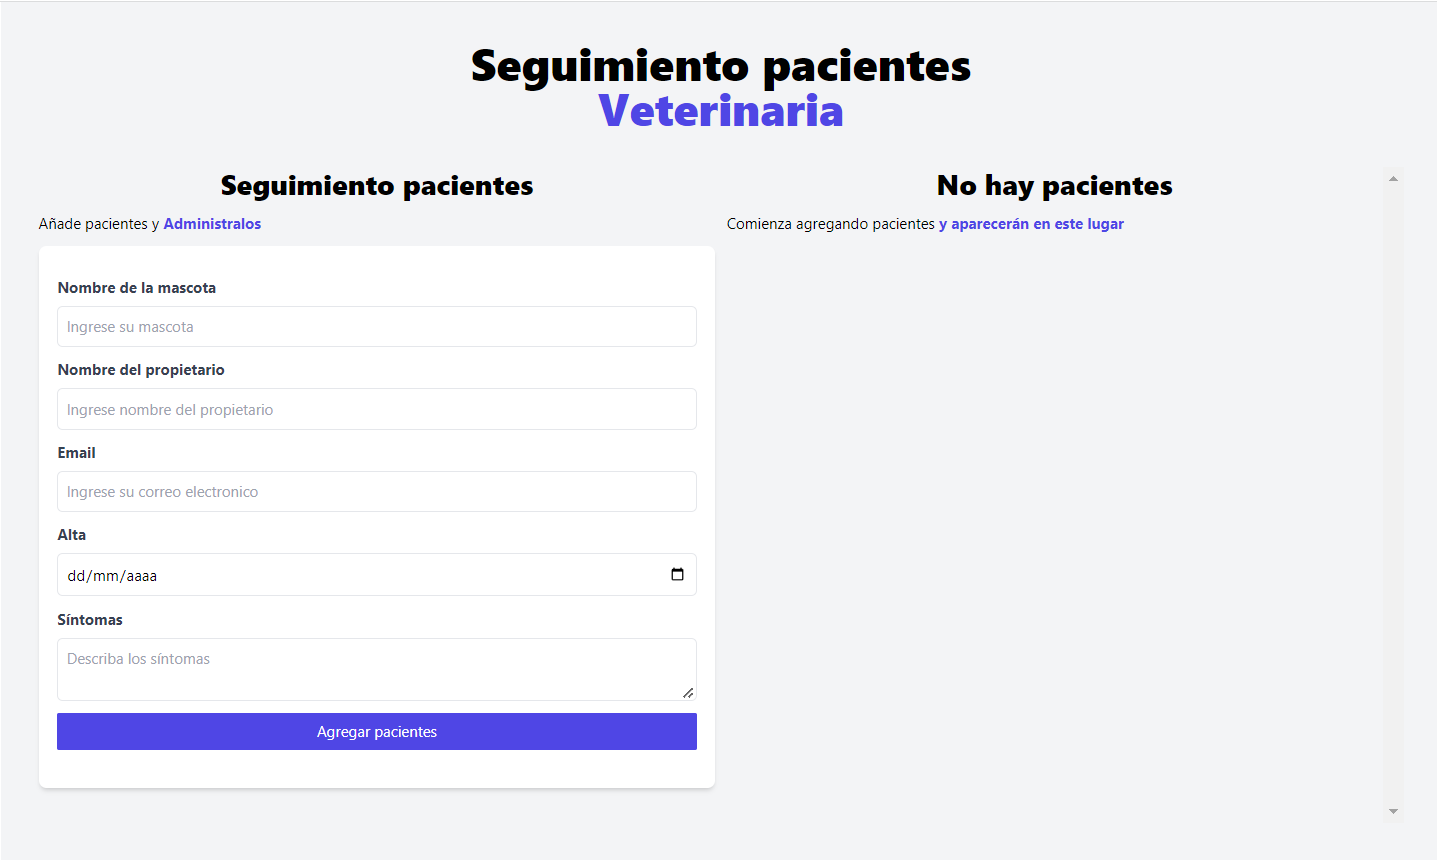 Seguimiento pacientes
Veterinaria
Seguimiento pacientes
Añade pacientes y Administralos
Nombre de la mascota
Ingrese su mascota
Nombre del propietario
Ingrese nombre del propietario
Email
Ingrese su correo electronico
Alta
dd/mm/aaaa
Síntomas
Describa los síntomas
Agregar pacientes
No hay pacientes
Comienza agregando pacientes y aparecerán en este lugar